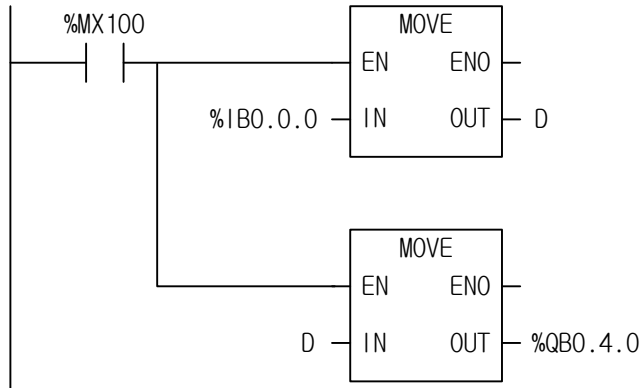 %MX100
MOVE
EN ENO
%IB0.0.0 IN OUT D
MOVE
EN ENO
D IN OUT %QB0.4.0